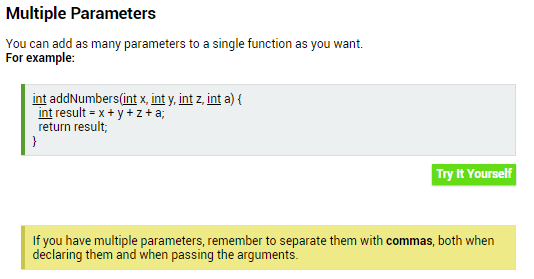 Multiple Parameters
You can add as many parameters to a single function as you want.
For example:
int addNumbers(int x, int y, int z, int a) {
int result = x + y + z + a;
return result;
}
Try It Yourself
If you have multiple parameters, remember to separate them with commas, both when
declaring them and when passing the arguments.